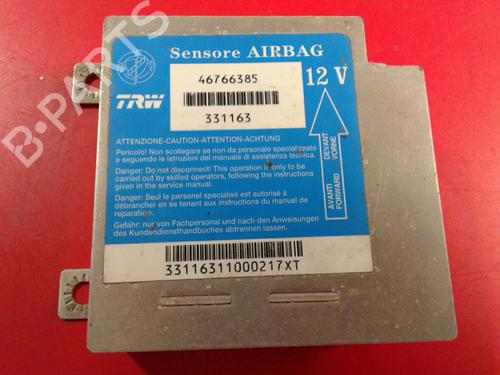 Sensore AIRBAG
46766385
12 V
TRW
331163
ATTENZIONE-CAUTION-ATTENTION-ACHTUNG
Pericolo! Non scollegare se non da personale specializzato
e seguendo le istruzioni del manuale di assistenza tecnica.
Danger: Do not disconnect! This operation is only to be
carried out by skilled operators, following the instructions
given in the service manual.
Danger: Seul le personel spécialisé est autorisé à
débrancher en se tenant aux instructions du manuel de
reparation.
Gefahr: nur von Fachpersonal und nach den Anweisungen
des Kundendiensthandbuches abtrennen lassen.
AVANTI DEVANT
FORWARD VORNE
33116311000217XT
B-PARTS